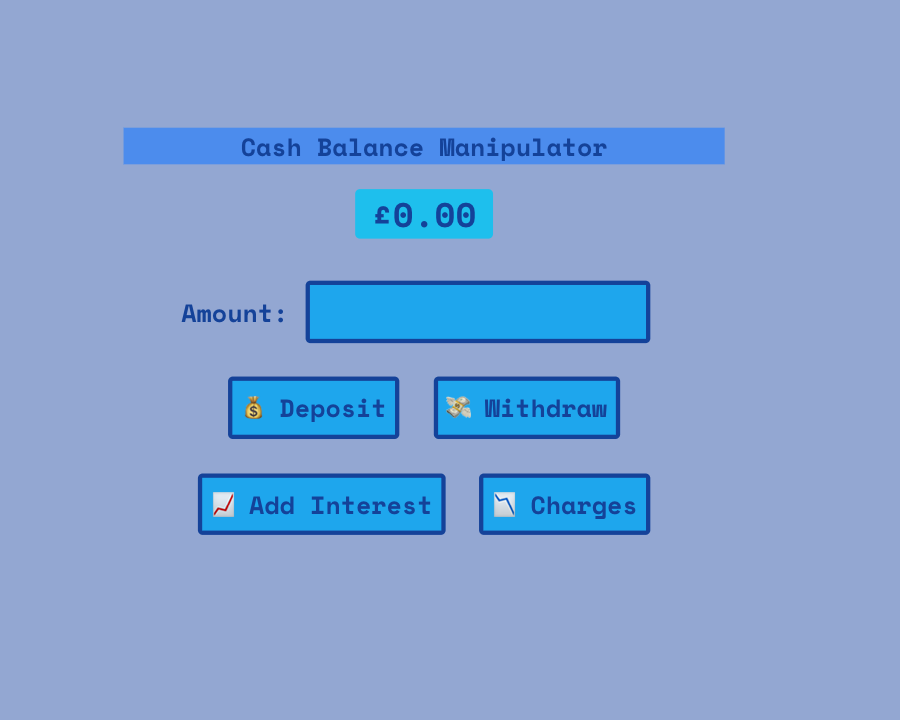 Cash Balance Manipulator
£0.00
Amount:
💰 Deposit 💸 Withdraw
📈 Add Interest 📉 Charges